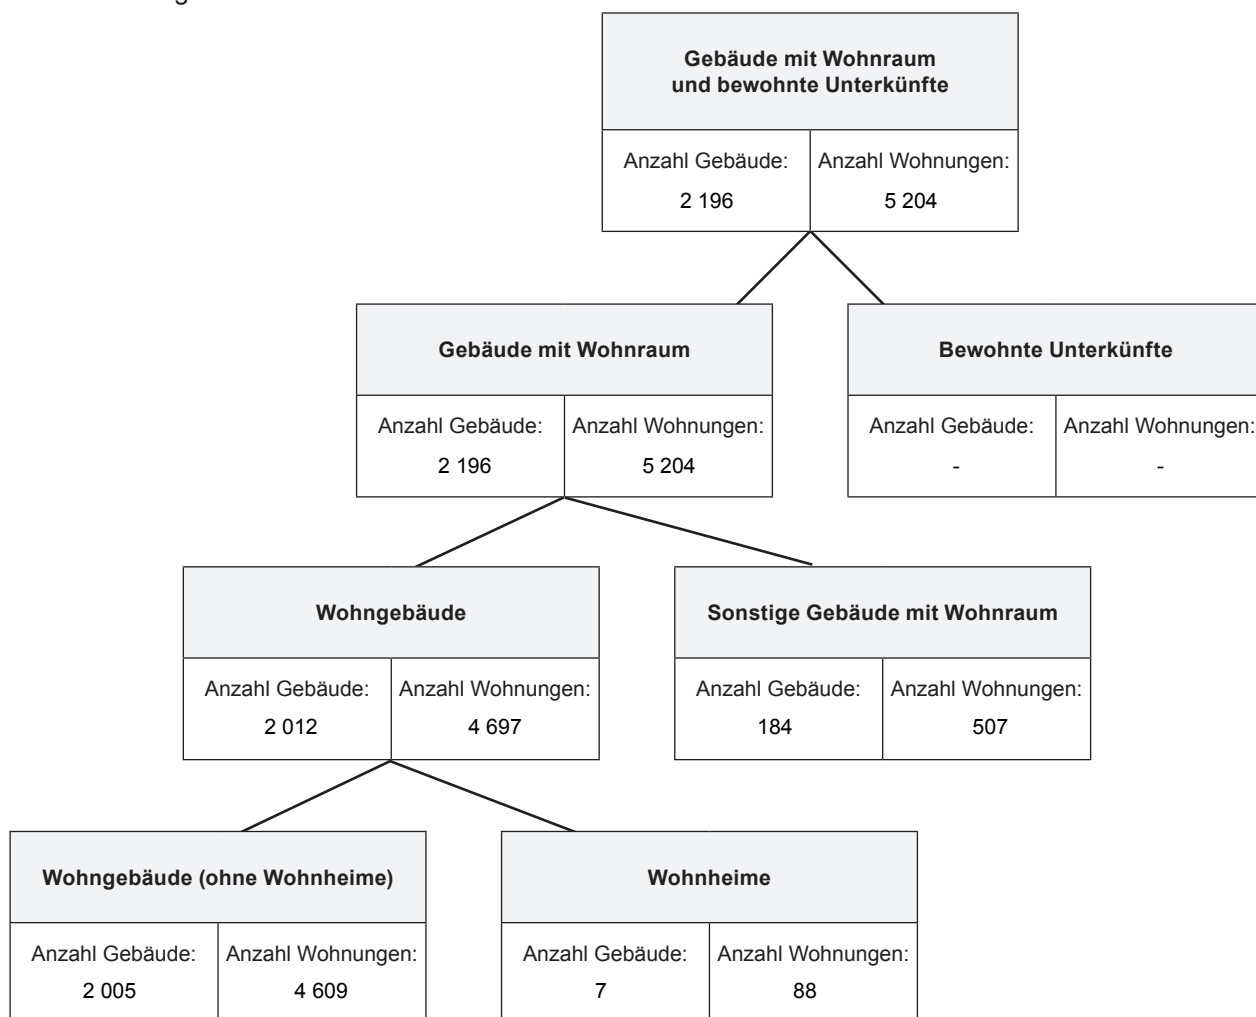 Gebäude mit Wohnraum
und bewohnte Unterkünfte
Anzahl Gebäude: Anzahl Wohnungen:
2 196 5 204
Gebäude mit Wohnraum Bewohnte Unterkünfte
Anzahl Gebäude: Anzahl Wohnungen: Anzahl Gebäude: Anzahl Wohnungen:
2 196 5 204 - -
Wohngebäude Sonstige Gebäude mit Wohnraum
Anzahl Gebäude: Anzahl Wohnungen: Anzahl Gebäude: Anzahl Wohnungen:
2 012 4 697 184 507
Wohngebäude (ohne Wohnheime) Wohnheime
Anzahl Gebäude: Anzahl Wohnungen: Anzahl Gebäude: Anzahl Wohnungen:
2 005 4 609 7 88